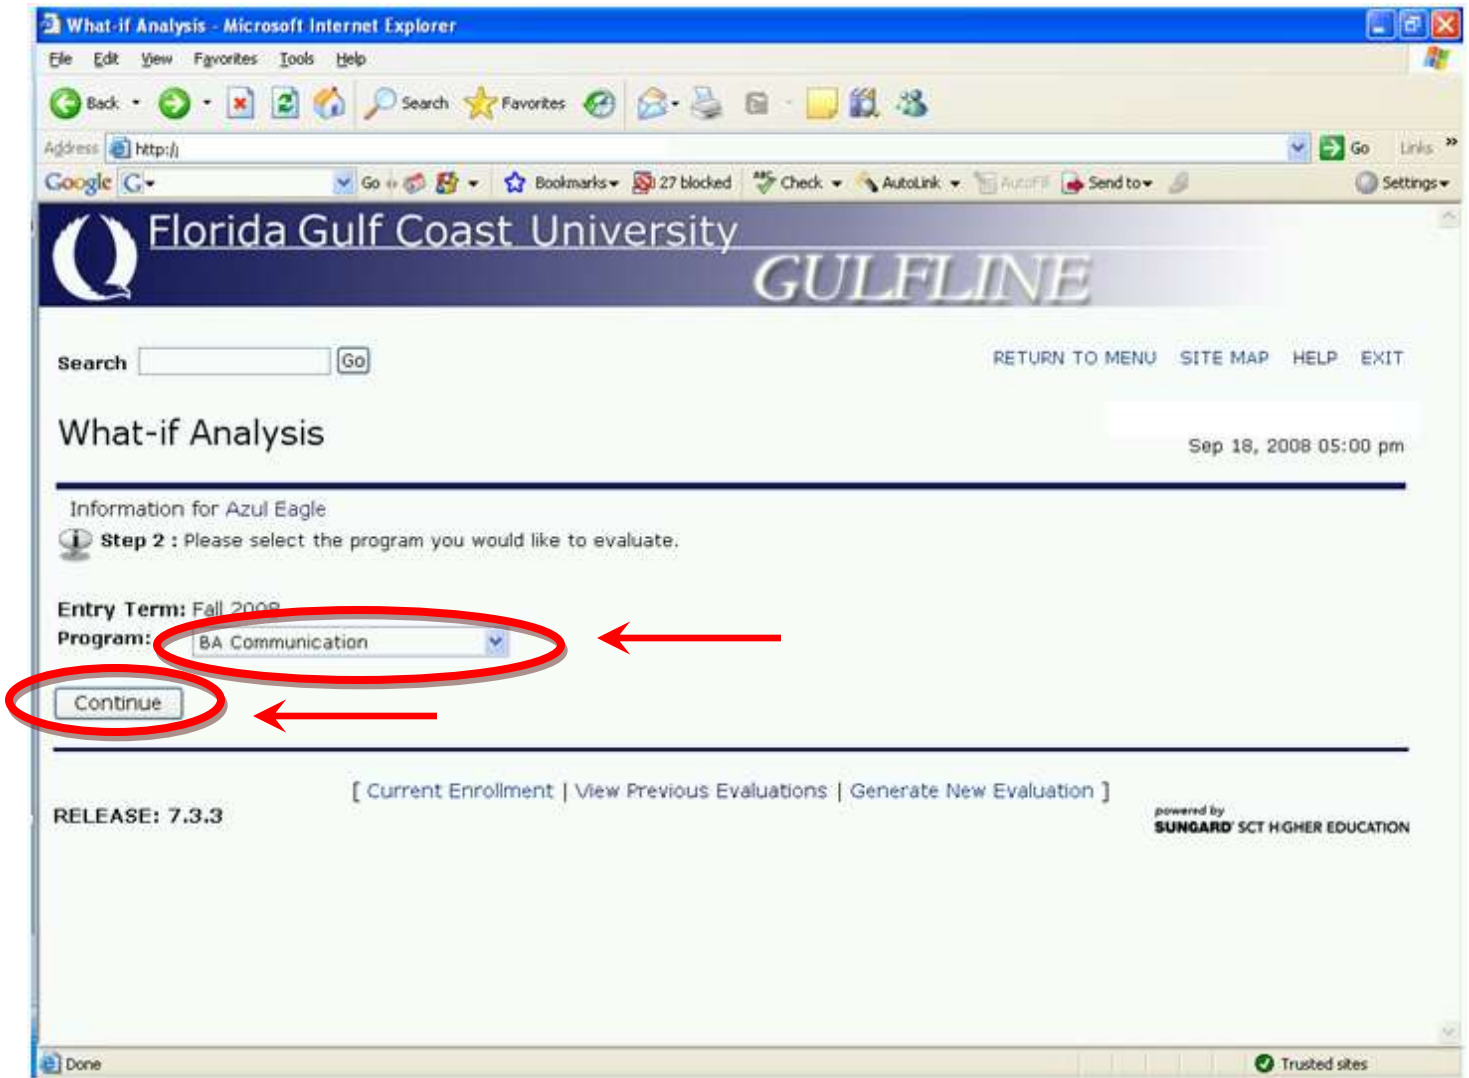 What-if Analysis - Microsoft Internet Explorer
File Edit View Favorites Tools Help
Back Search Favorites
Address http:// Go Links »
Google G Go 27 blocked Bookmarks Check AutoLink AutoFill Send to Settings
Florida Gulf Coast University
GULFLINE
Search Go RETURN TO MENU SITE MAP HELP EXIT
What-if Analysis
Sep 18, 2008 05:00 pm
Information for Azul Eagle
Step 2 : Please select the program you would like to evaluate.
Entry Term: Fall 2008
Program: BA Communication
Continue
[ Current Enrollment | View Previous Evaluations | Generate New Evaluation ]
RELEASE: 7.3.3
powered by
SUNGARD SCT HIGHER EDUCATION
Done Trusted sites